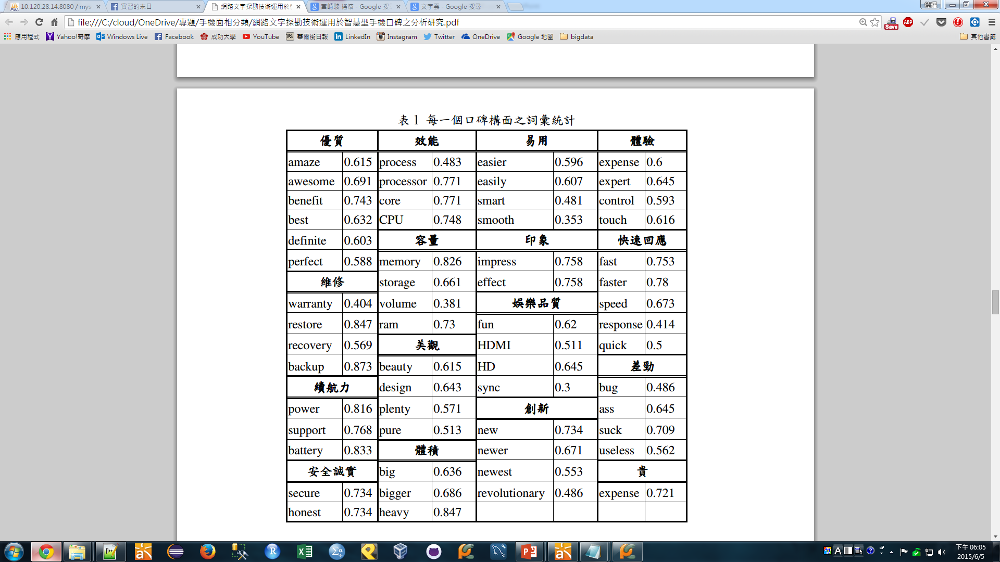 10.120.28.14:8080 / mys
實習的末日
網路文字探勘技術運用於
宮崎駿 搖滾 - Google 搜尋
文字雲 - Google 搜尋
德耀
file:///C:/cloud/OneDrive/專題/手機面相分類/網路文字探勘技術運用於智慧型手機口碑之分析研究.pdf
Save
ABP
應用程式 Yahoo!奇摩 Windows Live Facebook 成功大學 YouTube 華爾街日報 LinkedIn Instagram Twitter OneDrive Google 地圖 bigdata 其他書籤
表 1 每一個口碑構面之詞彙統計
優質 效能 易用 體驗
amaze 0.615 process 0.483 easier 0.596 expense 0.6
awesome 0.691 processor 0.771 easily 0.607 expert 0.645
benefit 0.743 core 0.771 smart 0.481 control 0.593
best 0.632 CPU 0.748 smooth 0.353 touch 0.616
definite 0.603 容量 印象 快速回應
perfect 0.588 memory 0.826 impress 0.758 fast 0.753
維修 storage 0.661 effect 0.758 faster 0.78
warranty 0.404 volume 0.381 娛樂品質 speed 0.673
restore 0.847 ram 0.73 fun 0.62 response 0.414
recovery 0.569 美觀 HDMI 0.511 quick 0.5
backup 0.873 beauty 0.615 HD 0.645 差勁
續航力 design 0.643 sync 0.3 bug 0.486
power 0.816 plenty 0.571 創新 ass 0.645
support 0.768 pure 0.513 new 0.734 suck 0.709
battery 0.833 體積 newer 0.671 useless 0.562
安全誠實 big 0.636 newest 0.553 貴
secure 0.734 bigger 0.686 revolutionary 0.486 expense 0.721
honest 0.734 heavy 0.847
下午 06:05
2015/6/5